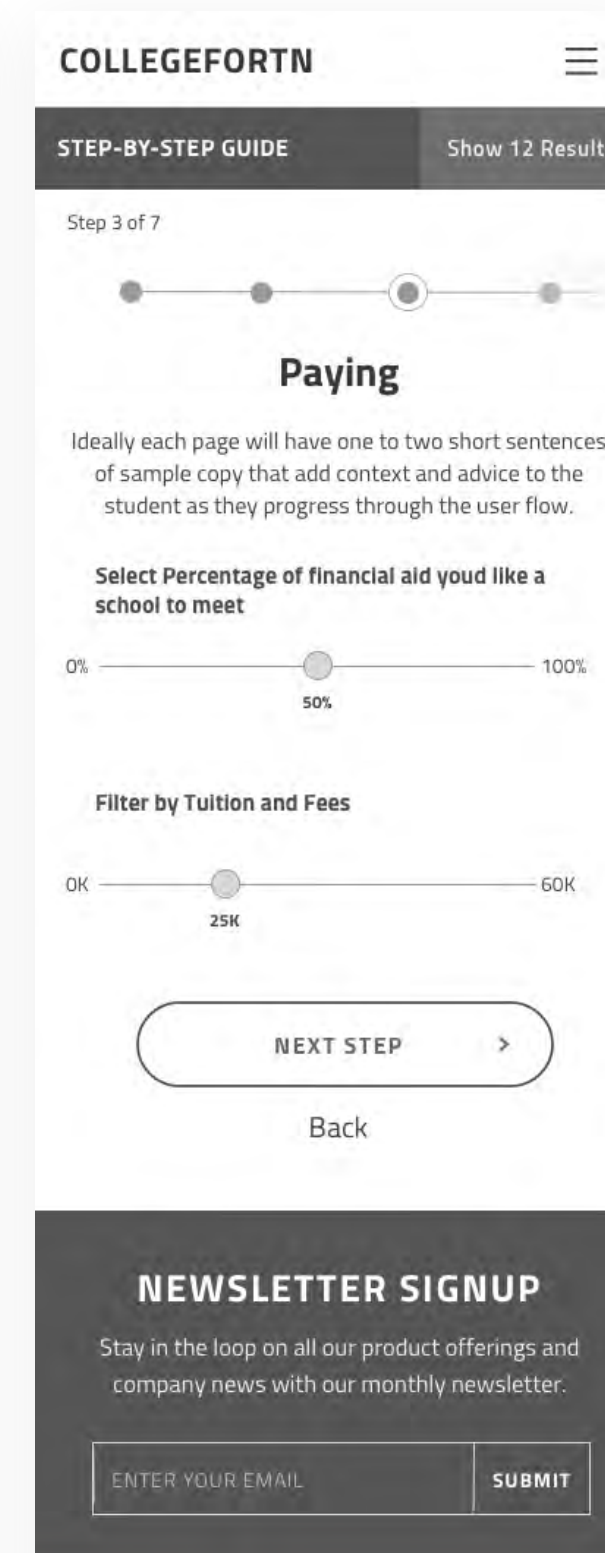 COLLEGEFORTN
STEP-BY-STEP GUIDE
Show 12 Result
Step 3 of 7
Paying
Ideally each page will have one to two short sentences
of sample copy that add context and advice to the
student as they progress through the user flow.
Select Percentage of financial aid youd like a
school to meet
0%
100%
50%
Filter by Tuition and Fees
0K
60K
25K
NEXT STEP >
Back
NEWSLETTER SIGNUP
Stay in the loop on all our product offerings and
company news with our monthly newsletter.
ENTER YOUR EMAIL
SUBMIT